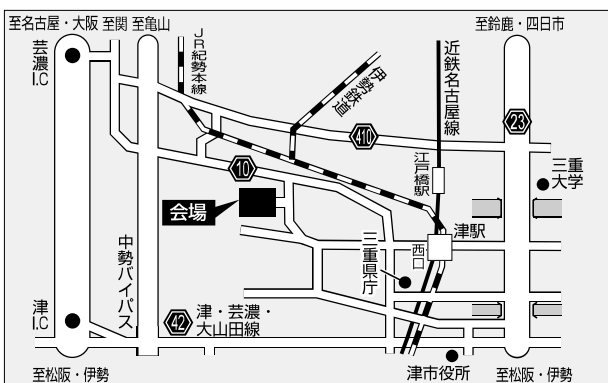 至名古屋・大阪
至関
至亀山
至鈴鹿・四日市
芸濃
I.C
JR紀勢本線
伊勢鉄道
近鉄名古屋線
23
410
江戸橋駅
三重
大学
10
会場
津駅
西口
三重県庁
中勢バイパス
津
I.C
42
津・芸濃・
大山田線
津市役所
至松阪・伊勢
至松阪・伊勢